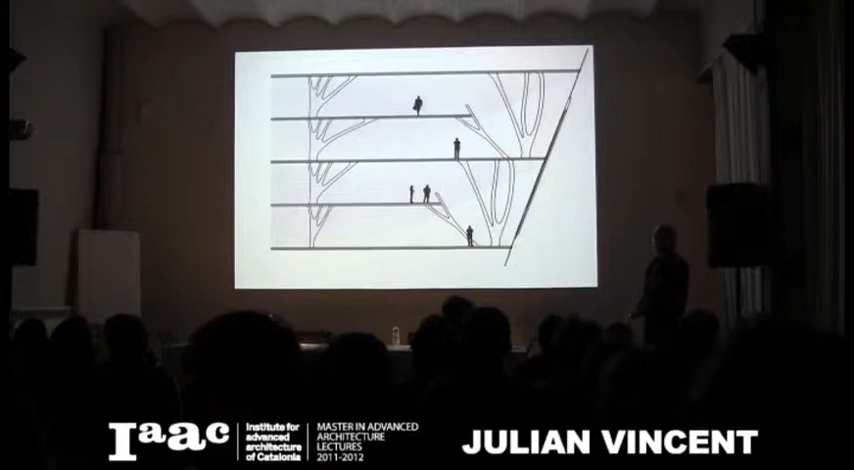 Iaac
Institute for
advanced
architecture
of Catalonia
MASTER IN ADVANCED
ARCHITECTURE
LECTURES
2011-2012
JULIAN VINCENT